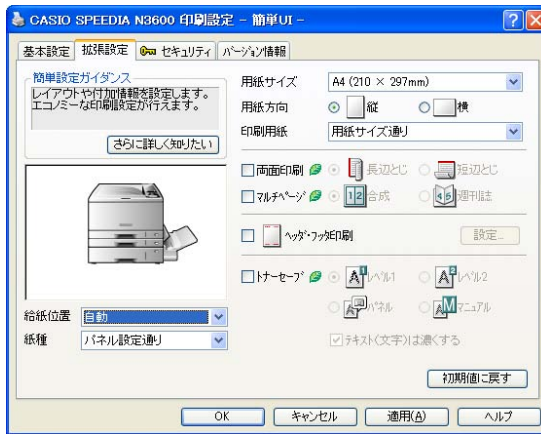 CASIO SPEEDIA N3600 印刷設定 - 簡単UI -
基本設定 拡張設定 セキュリティ バージョン情報
簡単設定ガイダンス
レイアウトや付加情報を設定します。
エコノミーな印刷設定が行えます。
さらに詳しく知りたい
給紙位置 自動
紙種 パネル設定通り
用紙サイズ A4 (210 × 297mm)
用紙方向 縦 横
印刷用紙 用紙サイズ通り
両面印刷 長辺とじ 短辺とじ
マルチページ 12 合成 45 週刊誌
ヘッダ・フッタ印刷 設定...
トナーセーブ A1 レベル1 A2 レベル2
A パネル AM マニュアル
テキスト(文字)は濃くする
初期値に戻す
OK キャンセル 適用(A) ヘルプ